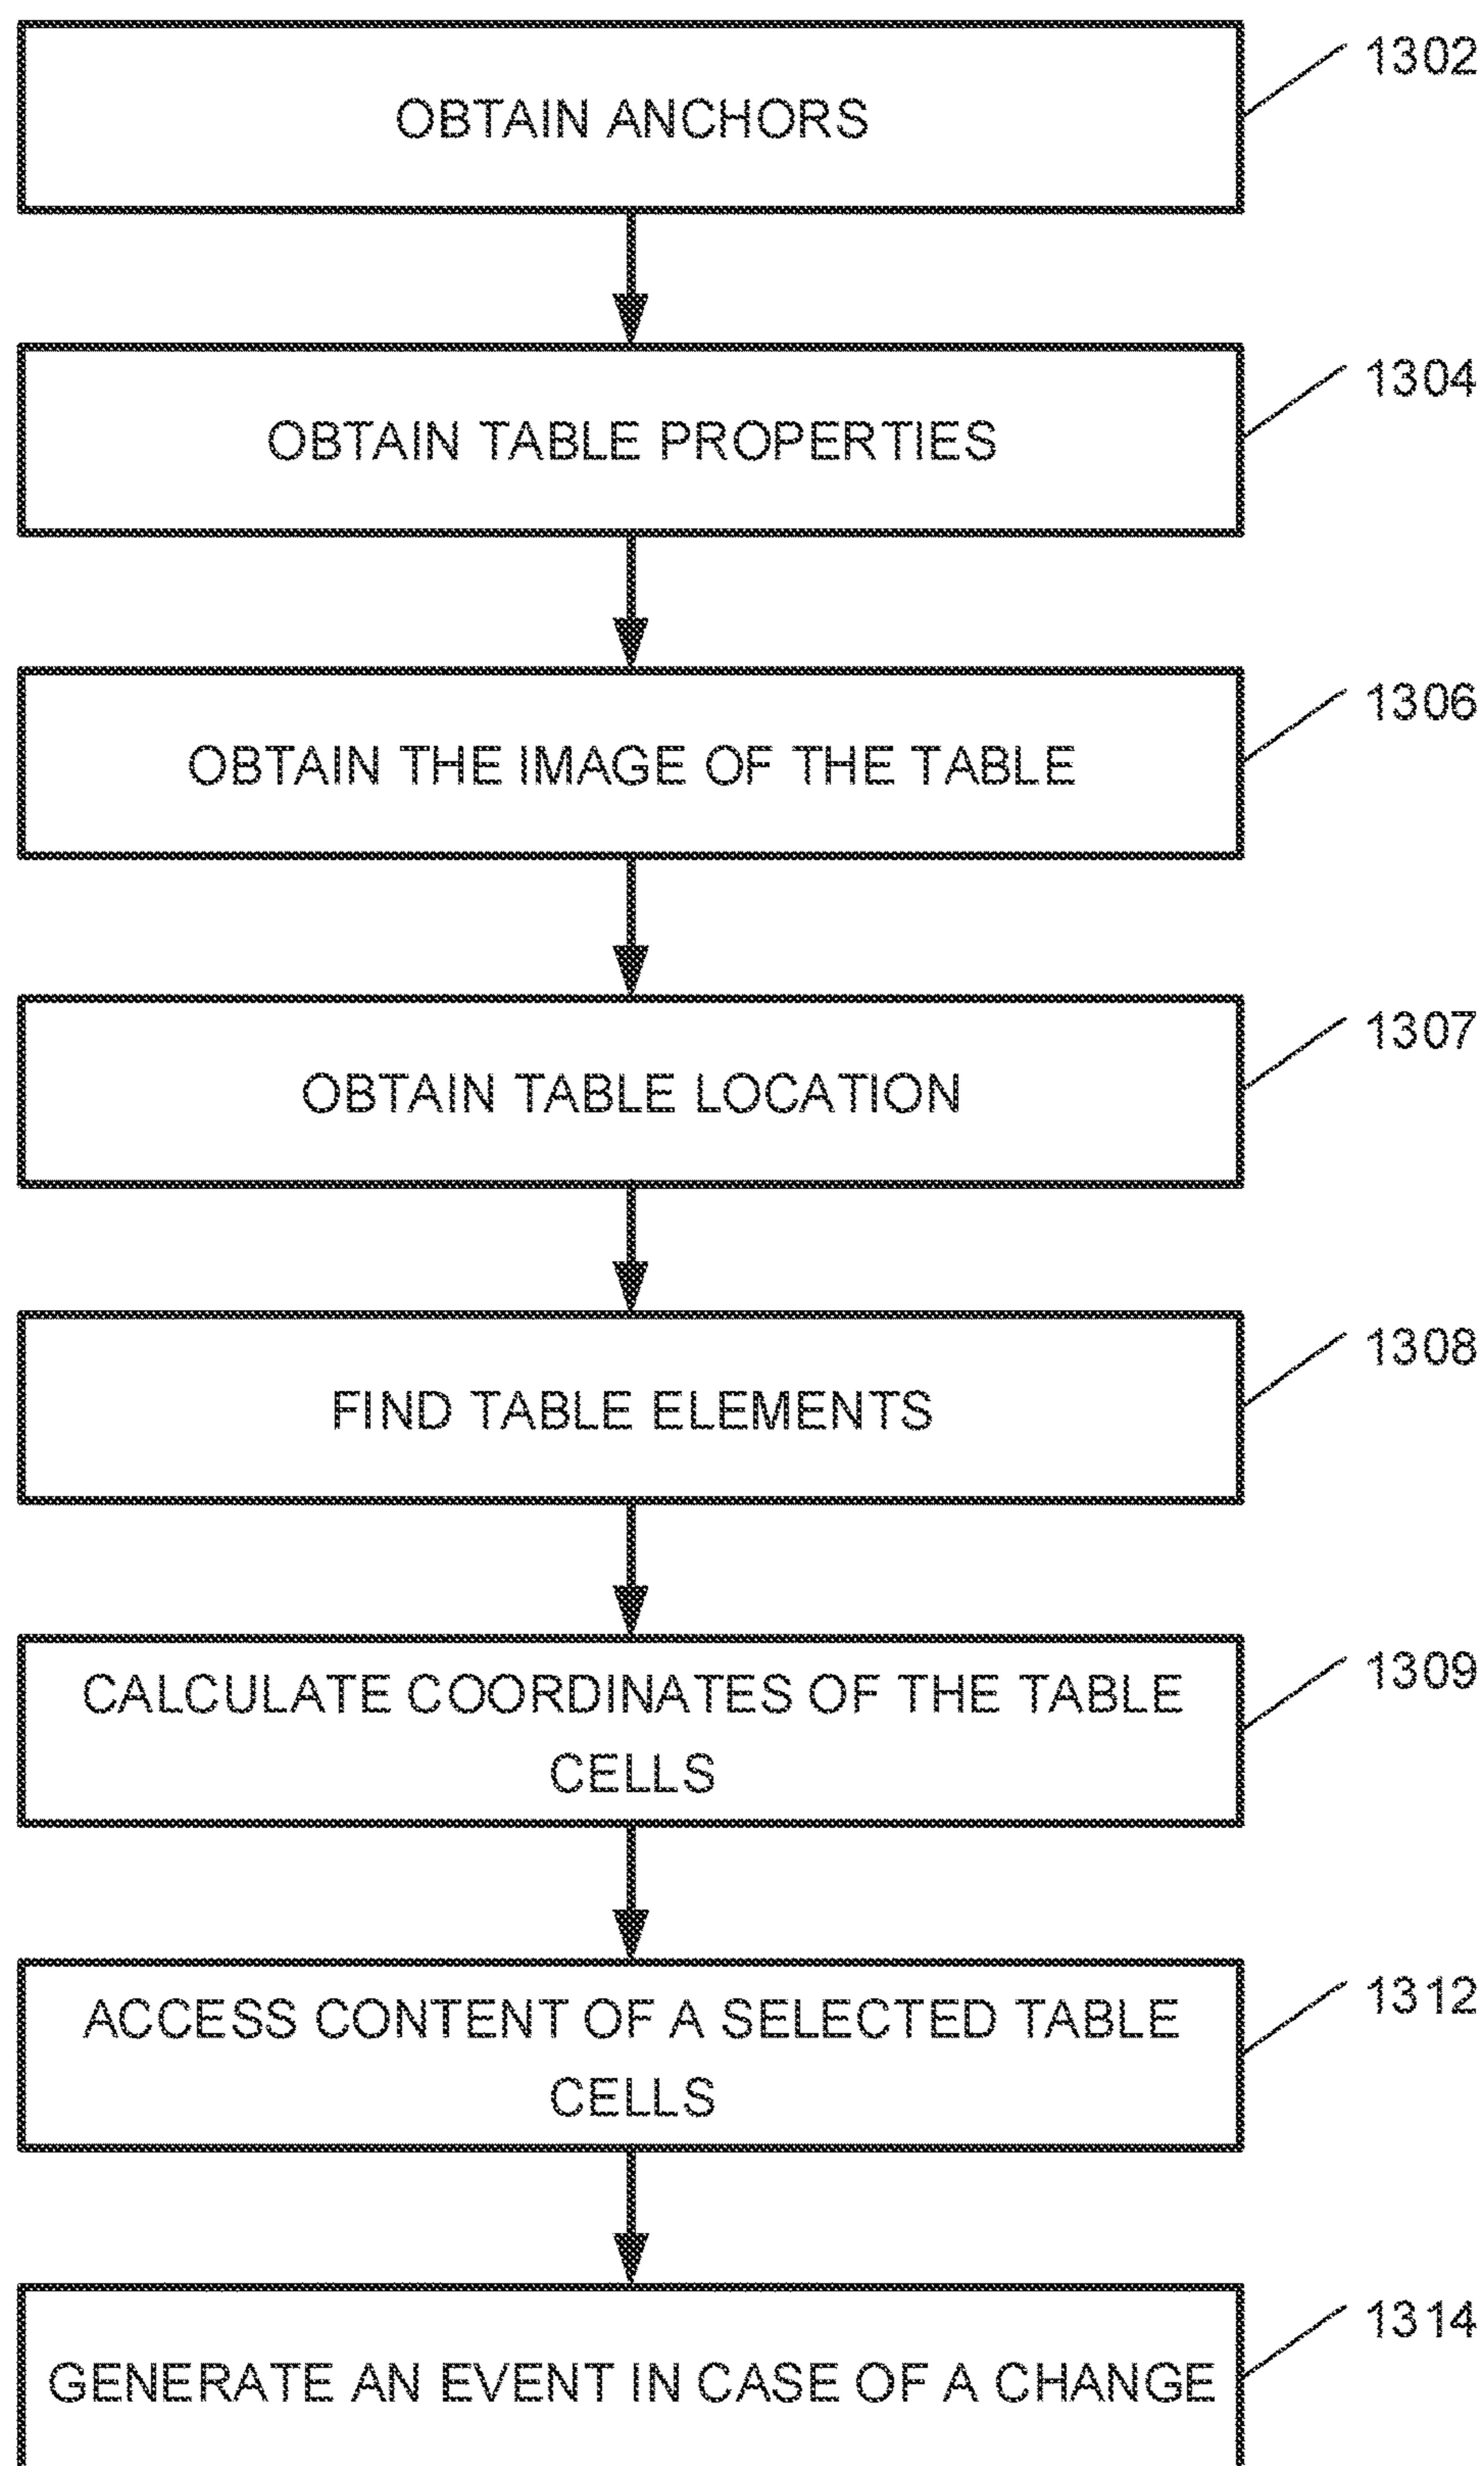 OBTAIN ANCHORS
1302
OBTAIN TABLE PROPERTIES
1304
OBTAIN THE IMAGE OF THE TABLE
1306
OBTAIN TABLE LOCATION
1307
FIND TABLE ELEMENTS
1308
CALCULATE COORDINATES OF THE TABLE
CELLS
1309
ACCESS CONTENT OF A SELECTED TABLE
CELLS
1312
GENERATE AN EVENT IN CASE OF A CHANGE
1314